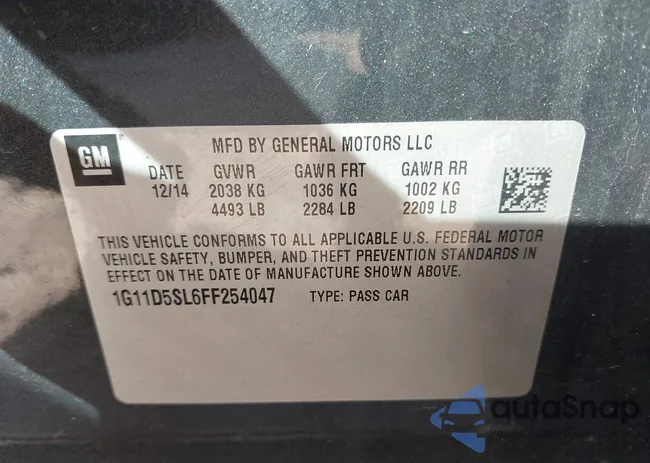 GM
MFD BY GENERAL MOTORS LLC
DATE GVWR GAWR FRT GAWR RR
12/14 2038 KG 1036 KG 1002 KG
4493 LB 2284 LB 2209 LB
THIS VEHICLE CONFORMS TO ALL APPLICABLE U.S. FEDERAL MOTOR
VEHICLE SAFETY, BUMPER, AND THEFT PREVENTION STANDARDS IN
EFFECT ON THE DATE OF MANUFACTURE SHOWN ABOVE.
1G11D5SL6FF254047 TYPE: PASS CAR
autoSnap